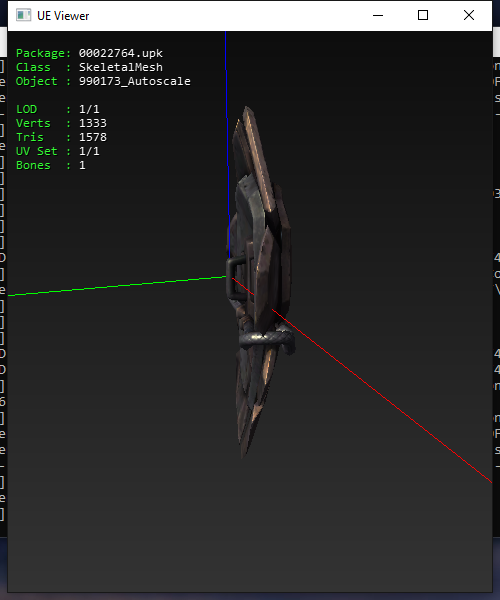 UE Viewer
Package: 00022764.upk
Class  : SkeletalMesh
Object : 990173_Autoscale
LOD    : 1/1
Verts  : 1333
Tris   : 1578
UV Set : 1/1
Bones  : 1